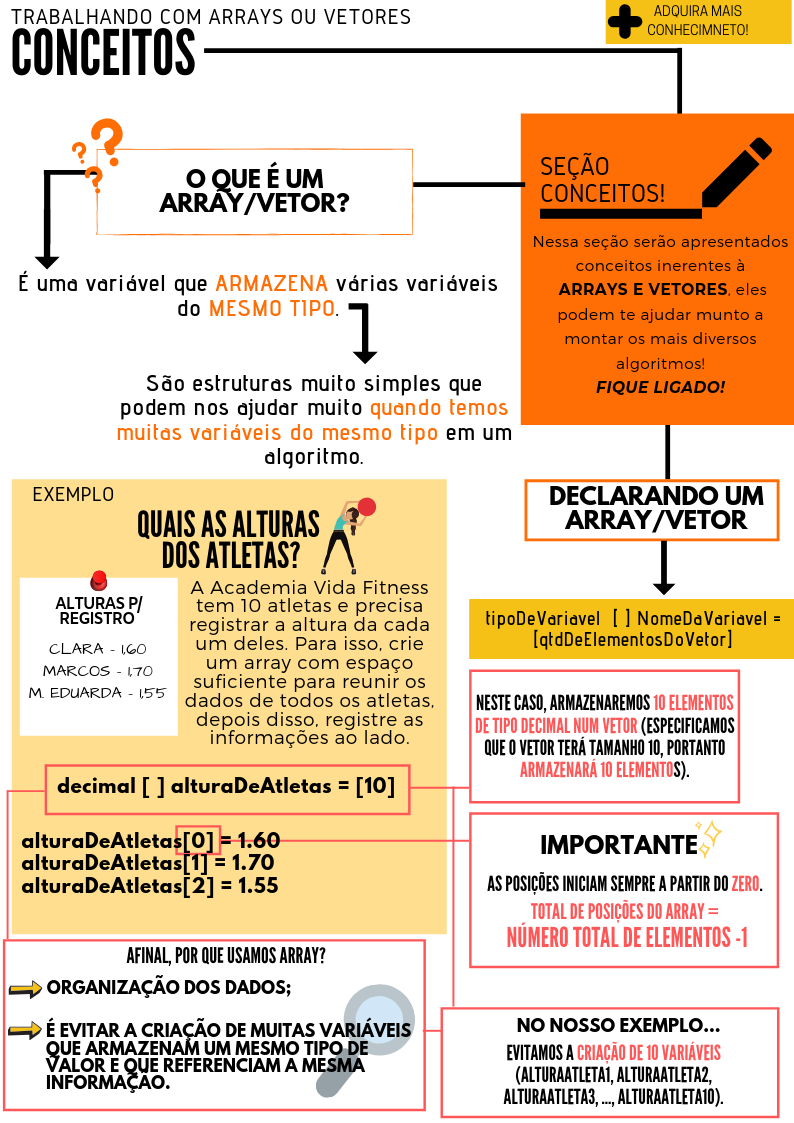 TRABALHANDO COM ARRAYS OU VETORES
CONCEITOS
ADQUIRA MAIS
CONHECIMNETO!
O QUE É UM
ARRAY/VETOR?
SEÇÃO
CONCEITOS!
Nessa seção serão apresentados
conceitos inerentes à
ARRAYS E VETORES, eles
podem te ajudar munto a
montar os mais diversos
algoritmos!
FIQUE LIGADO!
É uma variável que ARMAZENA várias variáveis
do MESMO TIPO.
São estruturas muito simples que
podem nos ajudar muito quando temos
muitas variáveis do mesmo tipo em um
algoritmo.
DECLARANDO UM
ARRAY/VETOR
tipoDeVariavel [ ] NomeDaVariavel =
[qtdDeElementosDoVetor]
EXEMPLO
QUAIS AS ALTURAS
DOS ATLETAS?
ALTURAS P/
REGISTRO
CLARA - 1,60
MARCOS - 1,70
M. EDUARDA - 1,55
A Academia Vida Fitness
tem 10 atletas e precisa
registrar a altura da cada
um deles. Para isso, crie
um array com espaço
suficiente para reunir os
dados de todos os atletas,
depois disso, registre as
informações ao lado.
decimal [ ] alturaDeAtletas = [10]
alturaDeAtletas[0] = 1.60
alturaDeAtletas[1] = 1.70
alturaDeAtletas[2] = 1.55
NESTE CASO, ARMAZENAREMOS 10 ELEMENTOS
DE TIPO DECIMAL NUM VETOR (ESPECIFICAMOS
QUE O VETOR TERÁ TAMANHO 10, PORTANTO
ARMAZENARÁ 10 ELEMENTOS).
IMPORTANTE
AS POSIÇÕES INICIAM SEMPRE A PARTIR DO ZERO.
TOTAL DE POSIÇÕES DO ARRAY =
NÚMERO TOTAL DE ELEMENTOS -1
AFINAL, POR QUE USAMOS ARRAY?
ORGANIZAÇÃO DOS DADOS;
É EVITAR A CRIAÇÃO DE MUITAS VARIÁVEIS
QUE ARMAZENAM UM MESMO TIPO DE
VALOR E QUE REFERENCIAM A MESMA
INFORMAÇÃO.
NO NOSSO EXEMPLO...
EVITAMOS A CRIAÇÃO DE 10 VARIÁVEIS
(ALTURAATLETA1, ALTURAATLETA2,
ALTURAATLETA3, ..., ALTURAATLETA10).